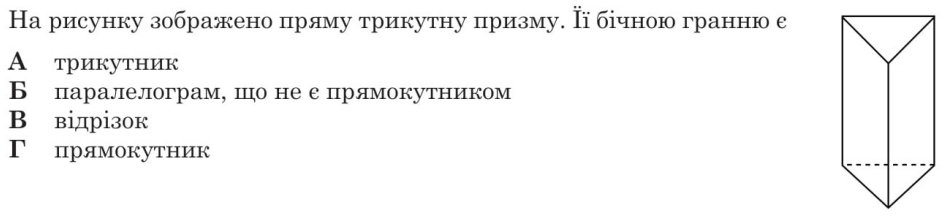 На рисунку зображено пряму трикутну призму. Її бічною гранню є
А трикутник
Б паралелограм, що не є прямокутником
В відрізок
Г прямокутник